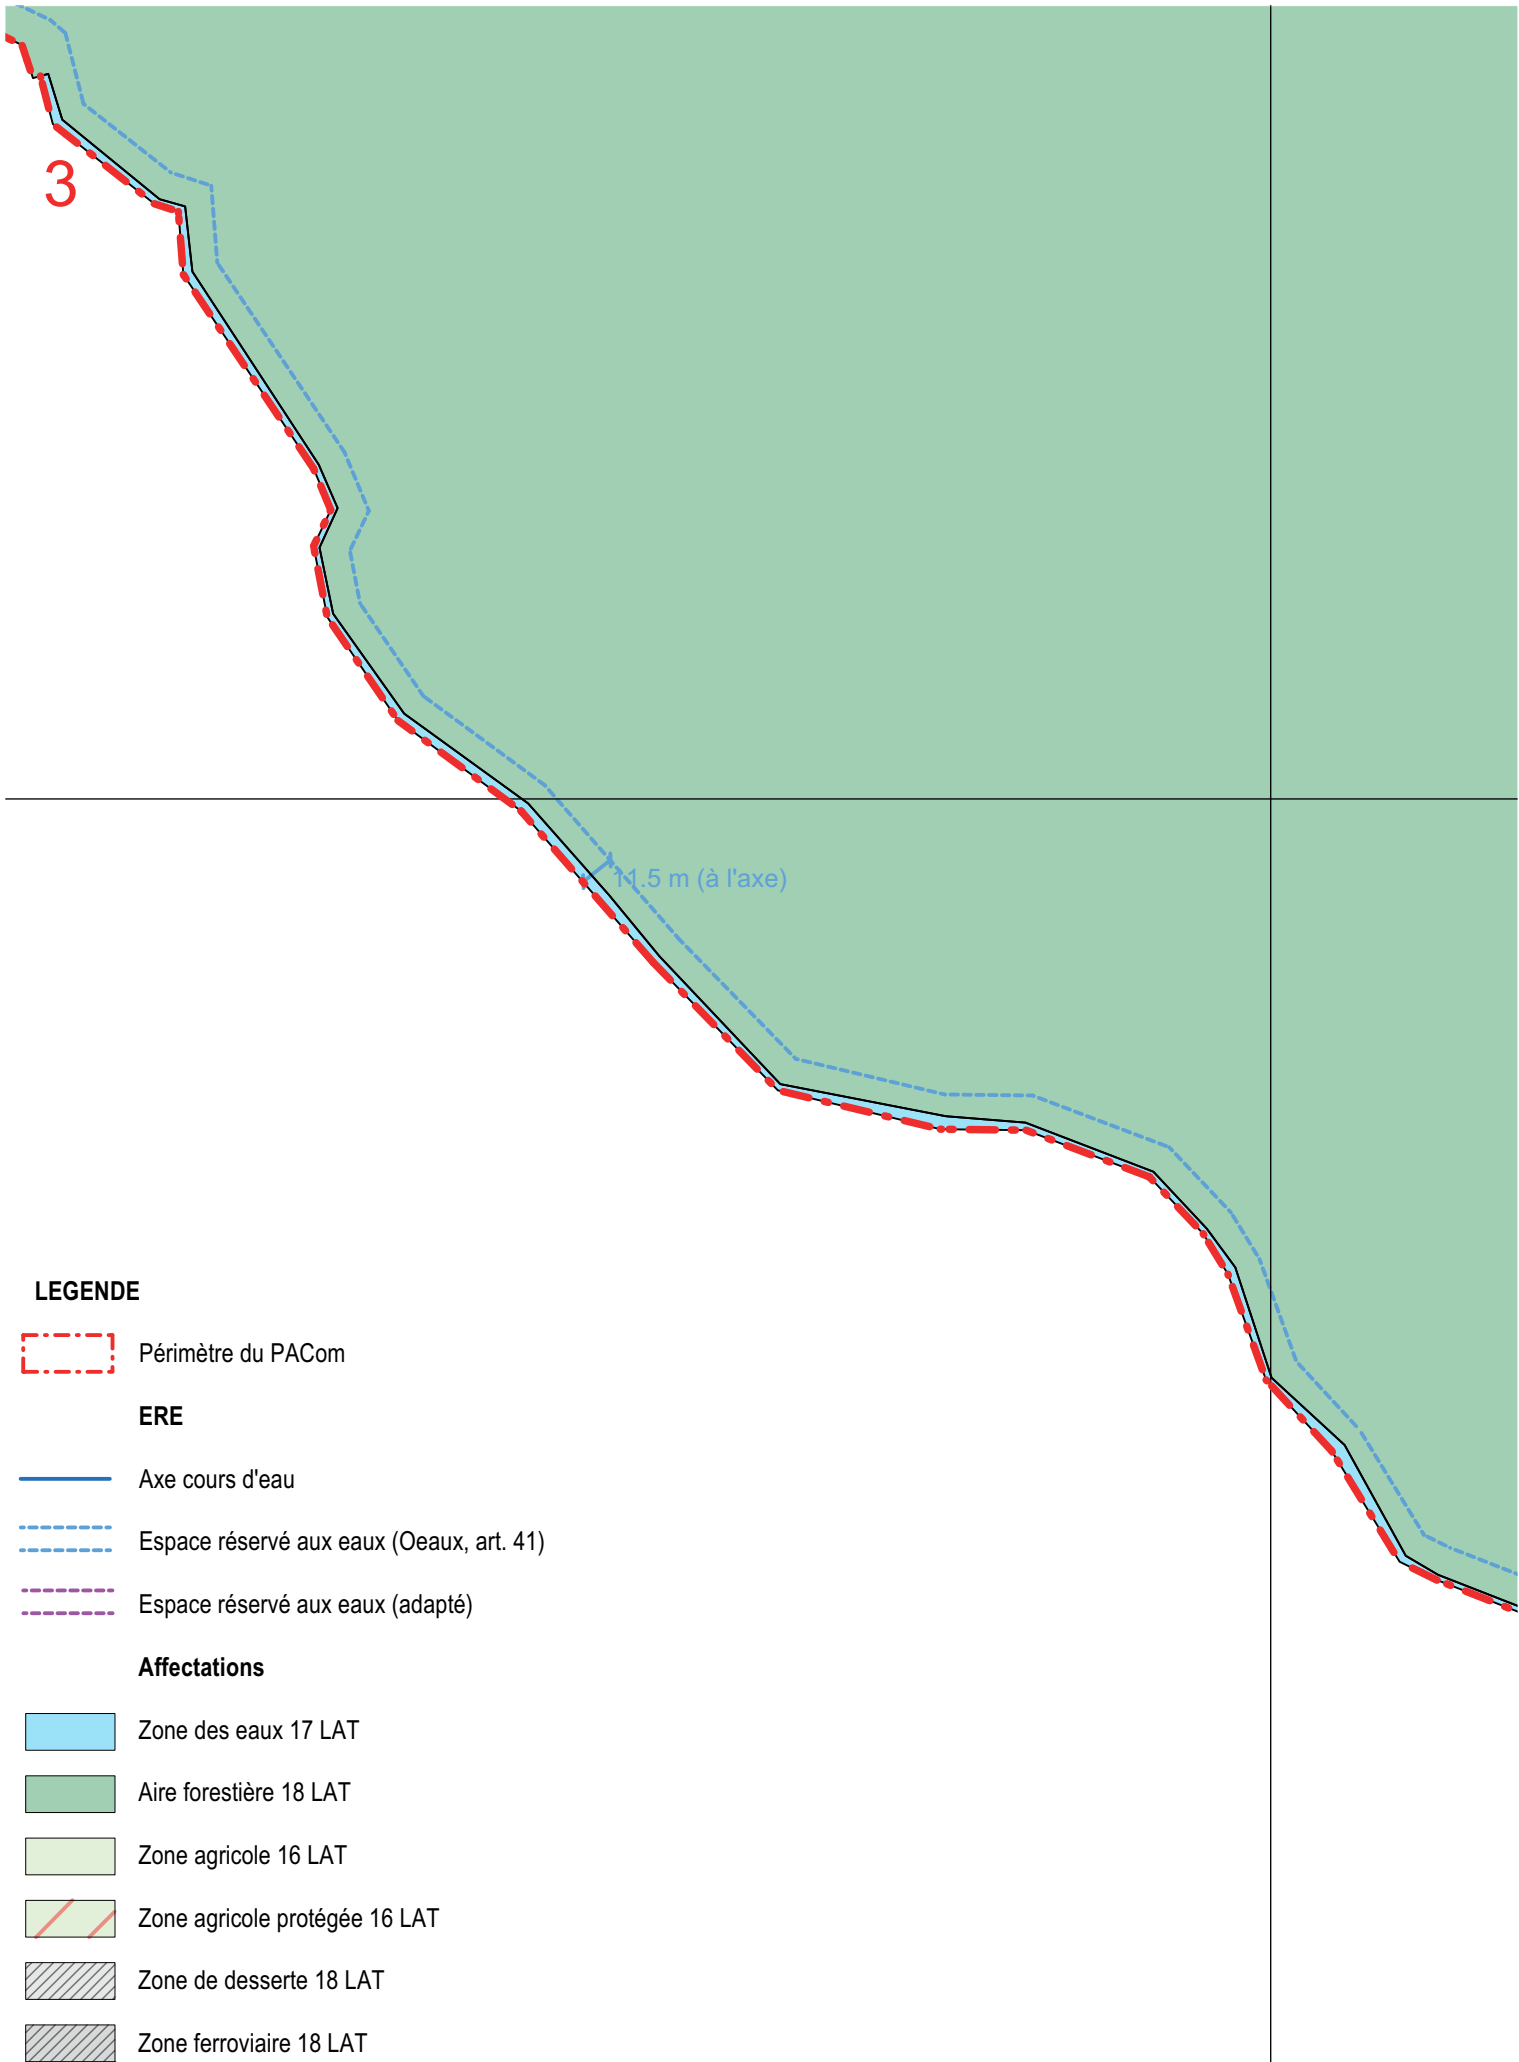 3
11.5 m (à l'axe)
LEGENDE
Périmètre du PACom
ERE
Axe cours d'eau
Espace réservé aux eaux (Oeaux, art. 41)
Espace réservé aux eaux (adapté)
Affectations
Zone des eaux 17 LAT
Aire forestière 18 LAT
Zone agricole 16 LAT
Zone agricole protégée 16 LAT
Zone de desserte 18 LAT
Zone ferroviaire 18 LAT